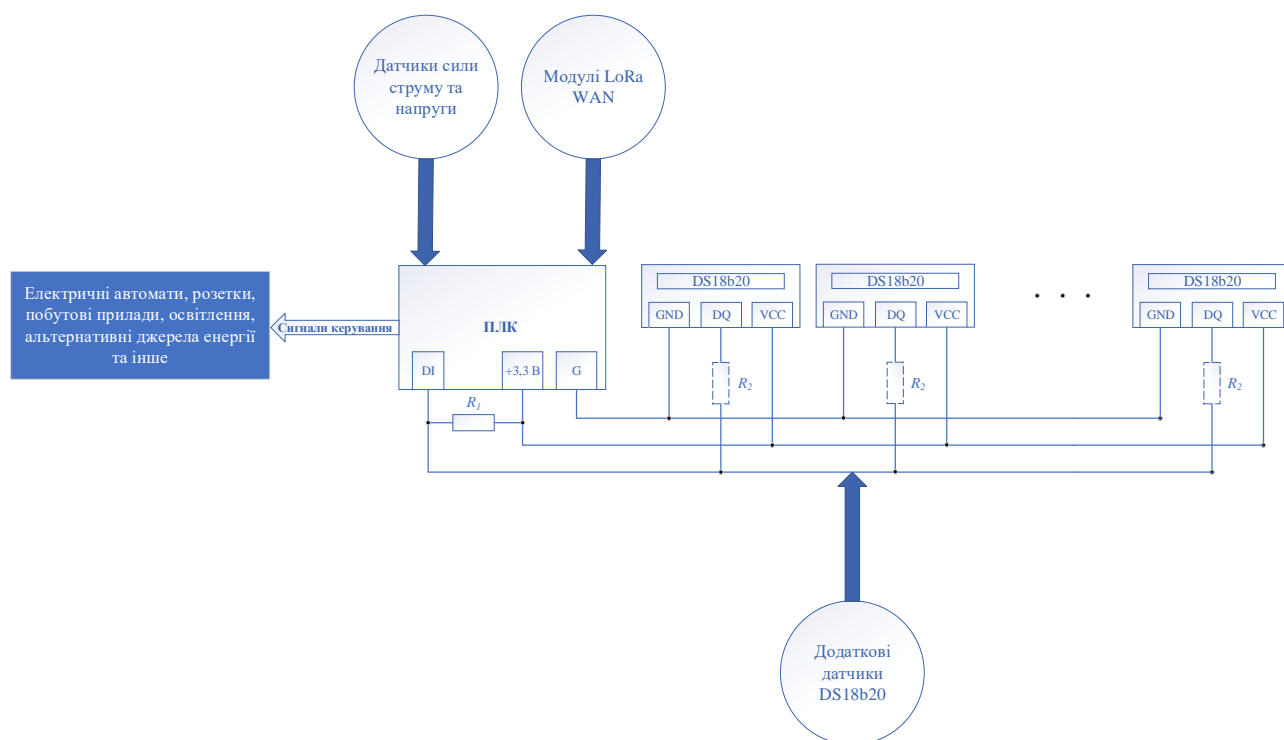 Датчики сили
струму та
напруги
Модулі LoRa
WAN
Електричні автомати, розетки,
побутові прилади, освітлення,
альтернативні джерела енергії
та інше
Сигнали керування
ПЛК
DI
+3,3 В
G
R1
DS18b20
GND
DQ
VCC
R2
DS18b20
GND
DQ
VCC
R2
. . .
DS18b20
GND
DQ
VCC
R2
Додаткові
датчики
DS18b20